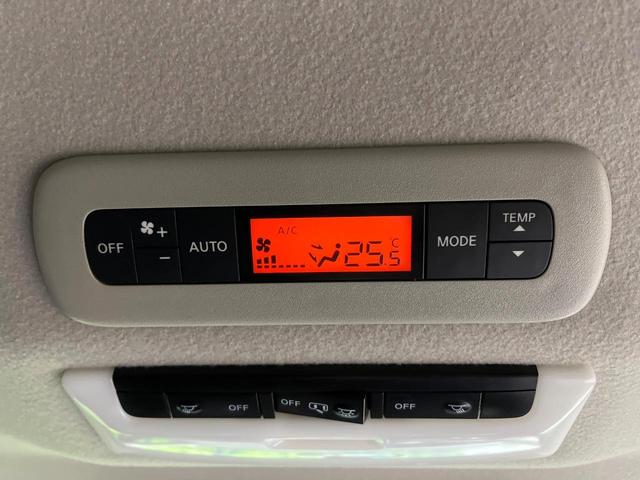 OFF
+
-
AUTO
A/C
25.5 °C
MODE
TEMP
OFF
OFF
OFF